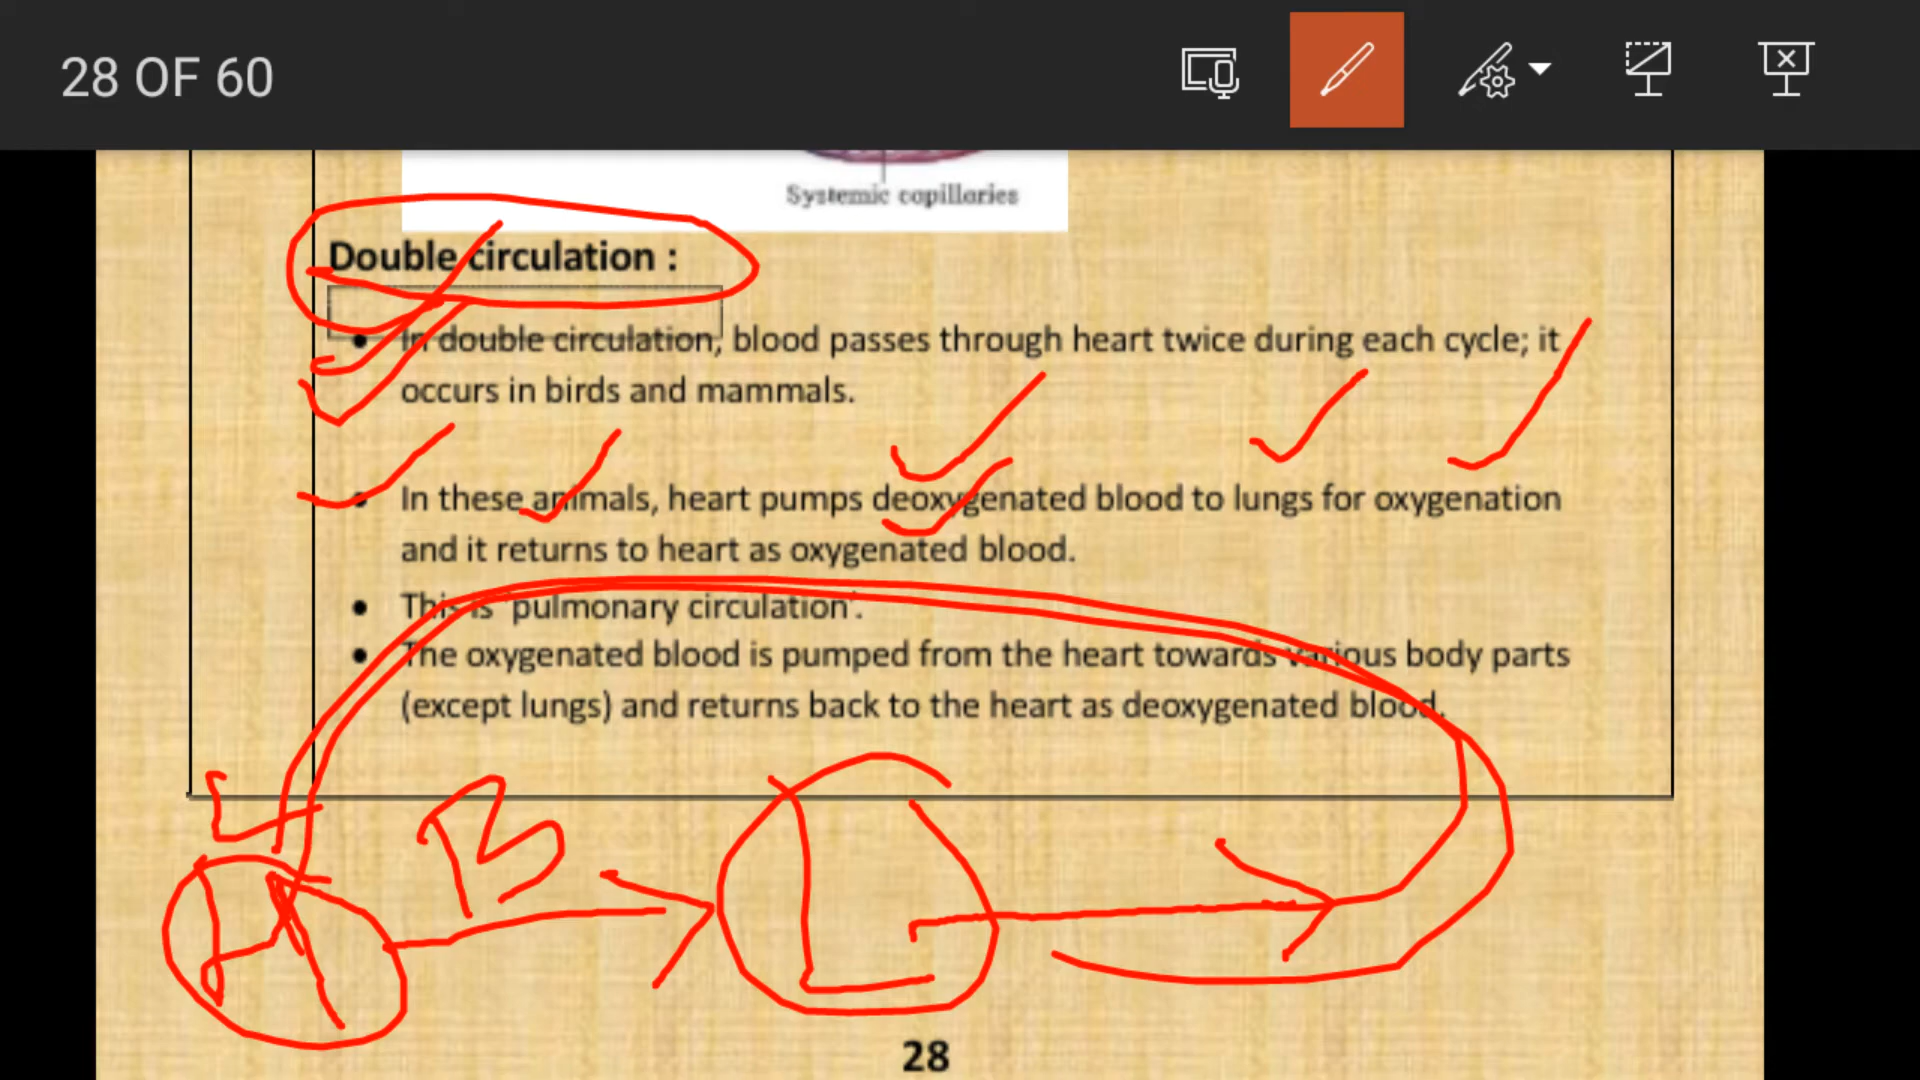 28 OF 60
Systemic capillaries
Double circulation :
• In double circulation, blood passes through heart twice during each cycle; it
occurs in birds and mammals.
• In these animals, heart pumps deoxygenated blood to lungs for oxygenation
and it returns to heart as oxygenated blood.
• This is 'pulmonary circulation'.
• The oxygenated blood is pumped from the heart towards various body parts
(except lungs) and returns back to the heart as deoxygenated blood.
B
H
L
28